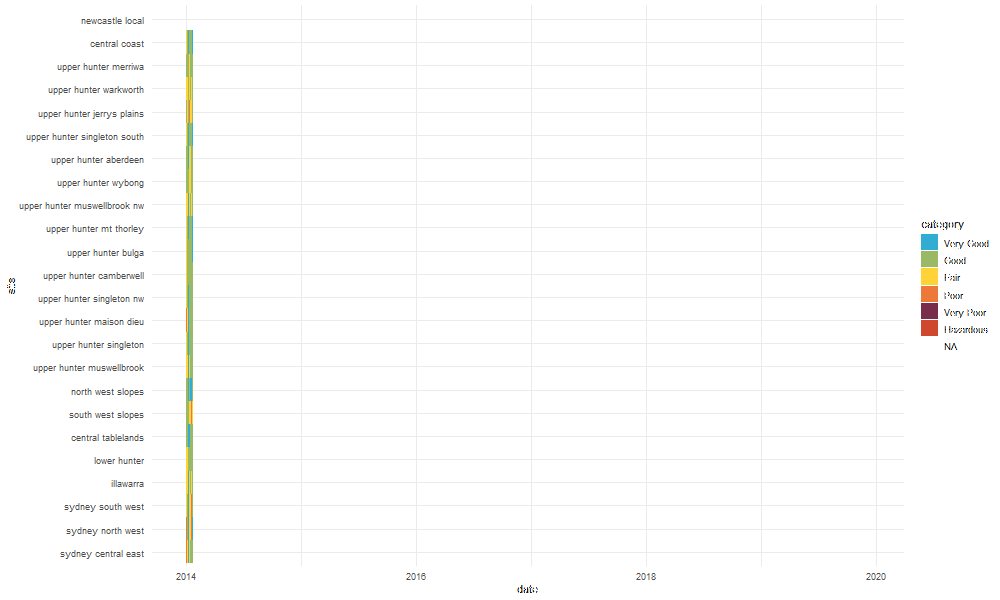 newcastle local
central coast
upper hunter merriwa
upper hunter warkworth
upper hunter jerrys plains
upper hunter singleton south
upper hunter aberdeen
upper hunter wybong
upper hunter muswellbrook nw
upper hunter mt thorley
upper hunter bulga
upper hunter camberwell
upper hunter singleton nw
upper hunter maison dieu
upper hunter singleton
upper hunter muswellbrook
north west slopes
south west slopes
central tablelands
lower hunter
illawarra
sydney south west
sydney north west
sydney central east
site
2014 2016 2018 2020
date
category
Very Good
Good
Fair
Poor
Very Poor
Hazardous
NA